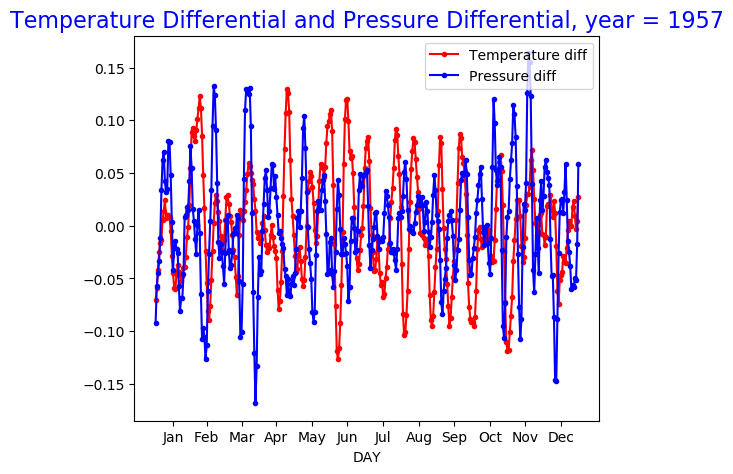 Temperature Differential and Pressure Differential, year = 1957
Temperature diff
Pressure diff
0.15
0.10
0.05
0.00
−0.05
−0.10
−0.15
Jan Feb Mar Apr May Jun Jul Aug Sep Oct Nov Dec
DAY